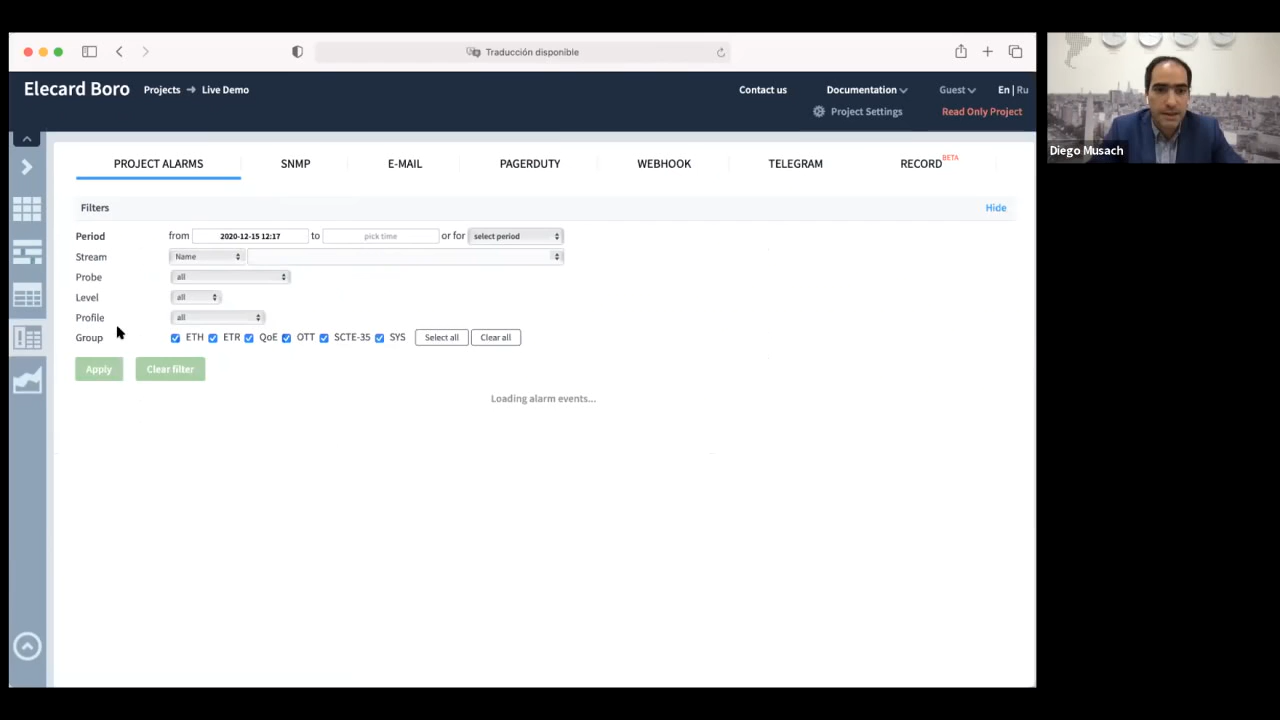 Traducción disponible
Elecard Boro
Projects → Live Demo
Contact us
Documentation
Guest
En | Ru
Project Settings
Read Only Project
Diego Musach
PROJECT ALARMS
SNMP
E-MAIL
PAGERDUTY
WEBHOOK
TELEGRAM
RECORD BETA
Filters
Hide
Period from 2020-12-15 12:17 to pick time or for select period
Stream Name
Probe all
Level all
Profile all
Group ETH ETR QoE OTT SCTE-35 SYS Select all Clear all
Apply Clear filter
Loading alarm events...